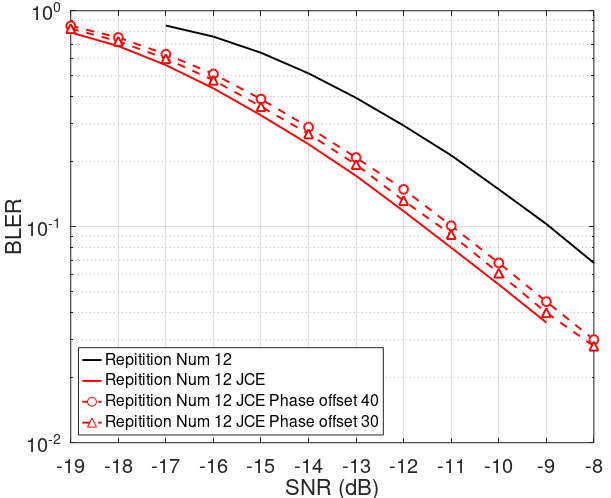 10⁰
10⁻¹
10⁻²
BLER
Repitition Num 12
Repitition Num 12 JCE
Repitition Num 12 JCE Phase offset 40
Repitition Num 12 JCE Phase offset 30
-19 -18 -17 -16 -15 -14 -13 -12 -11 -10 -9 -8
SNR (dB)